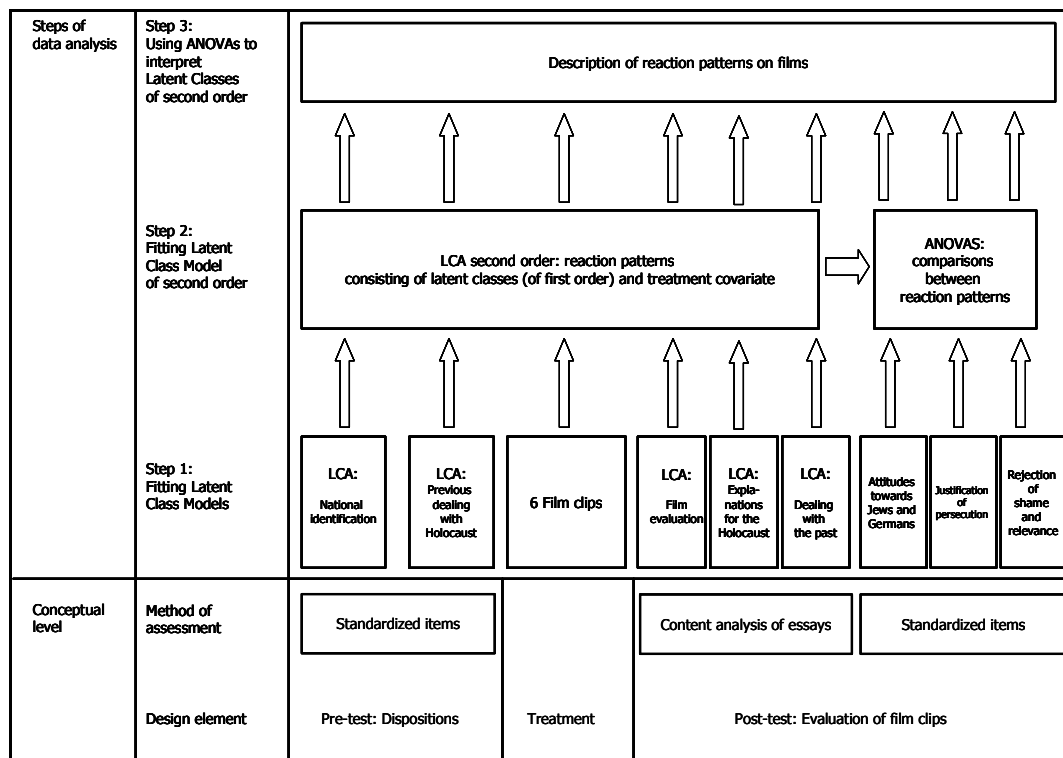 Steps of
data analysis
Step 3:
Using ANOVAs to
interpret
Latent Classes
of second order
Description of reaction patterns on films
Step 2:
Fitting Latent
Class Model
of second order
LCA second order: reaction patterns
consisting of latent classes (of first order) and treatment covariate
ANOVAS:
comparisons
between
reaction patterns
Step 1:
Fitting Latent
Class Models
LCA:
National
identification
LCA:
Previous
dealing
with
Holocaust
6 Film clips
LCA:
Film
evaluation
LCA:
Expla-
nations
for the
Holocaust
LCA:
Dealing
with
the past
Attitudes
towards
Jews and
Germans
Justification
of
persecution
Rejection
of
shame
and
relevance
Conceptual
level
Method of
assessment
Standardized items
Content analysis of essays
Standardized items
Design element
Pre-test: Dispositions
Treatment
Post-test: Evaluation of film clips